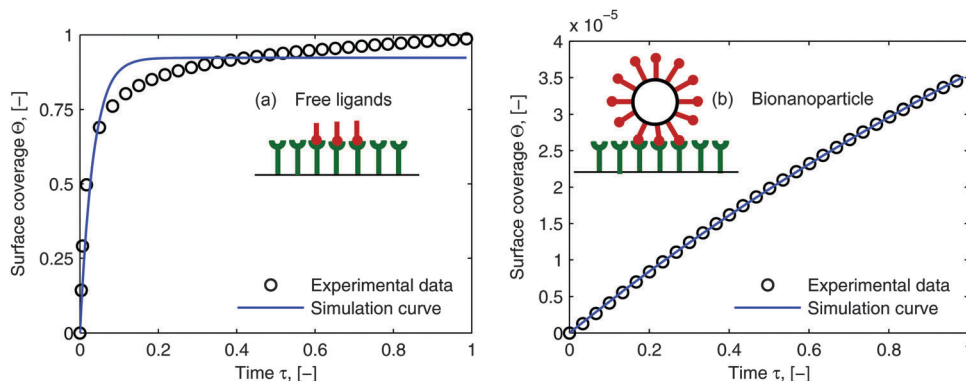 1
0.75
0.5
0.25
0
Surface coverage Θ, [−]
(a) Free ligands
Experimental data
Simulation curve
0 0.2 0.4 0.6 0.8 1
Time τ, [−]
x 10⁻⁵
4
3.5
3
2.5
2
1.5
1
0.5
0
Surface coverage Θ, [−]
(b) Bionanoparticle
Experimental data
Simulation curve
0 0.2 0.4 0.6 0.8 1
Time τ, [−]